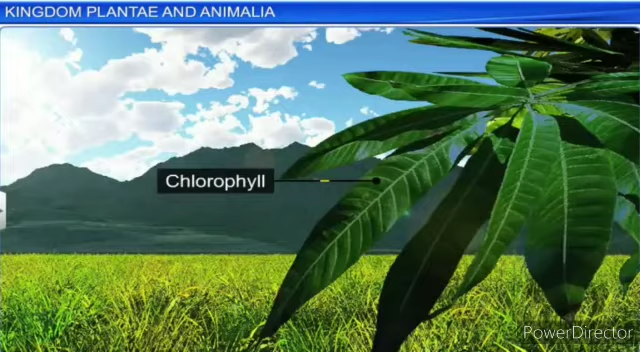 KINGDOM PLANTAE AND ANIMALIA
Chlorophyll
PowerDirector